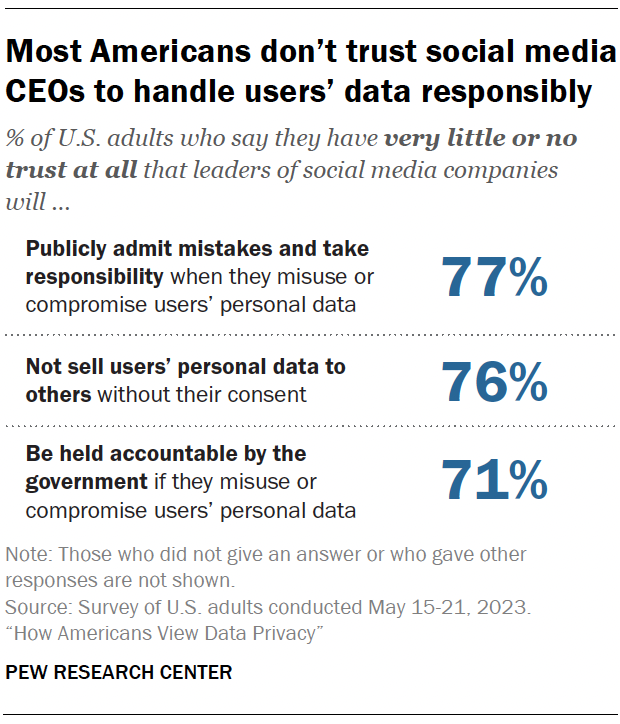 Most Americans don’t trust social media
CEOs to handle users’ data responsibly
% of U.S. adults who say they have very little or no
trust at all that leaders of social media companies
will ...
Publicly admit mistakes and take
responsibility when they misuse or
compromise users’ personal data
77%
Not sell users’ personal data to
others without their consent
76%
Be held accountable by the
government if they misuse or
compromise users’ personal data
71%
Note: Those who did not give an answer or who gave other
responses are not shown.
Source: Survey of U.S. adults conducted May 15-21, 2023.
“How Americans View Data Privacy”
PEW RESEARCH CENTER